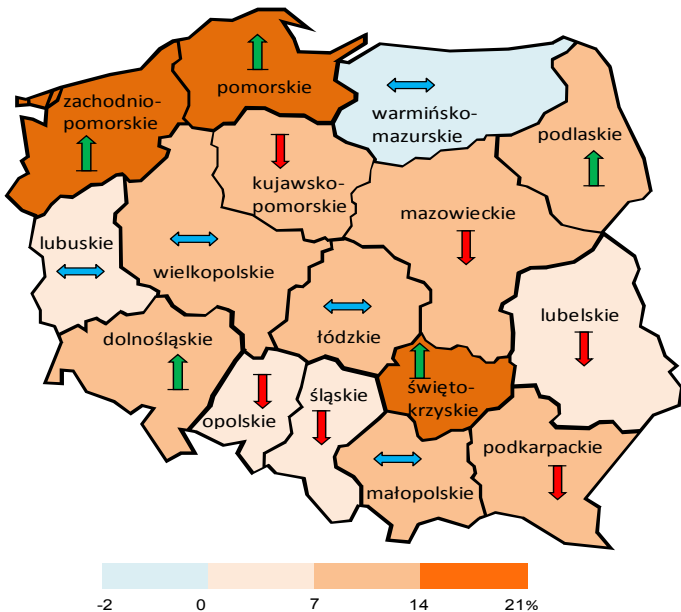 pomorskie
zachodnio-
pomorskie
warmińsko-
mazurskie
podlaskie
kujawsko-
pomorskie
mazowieckie
lubuskie
wielkopolskie
łódzkie
lubelskie
dolnośląskie
opolskie
śląskie
święto-
krzyskie
podkarpackie
małopolskie
-2 0 7 14 21%